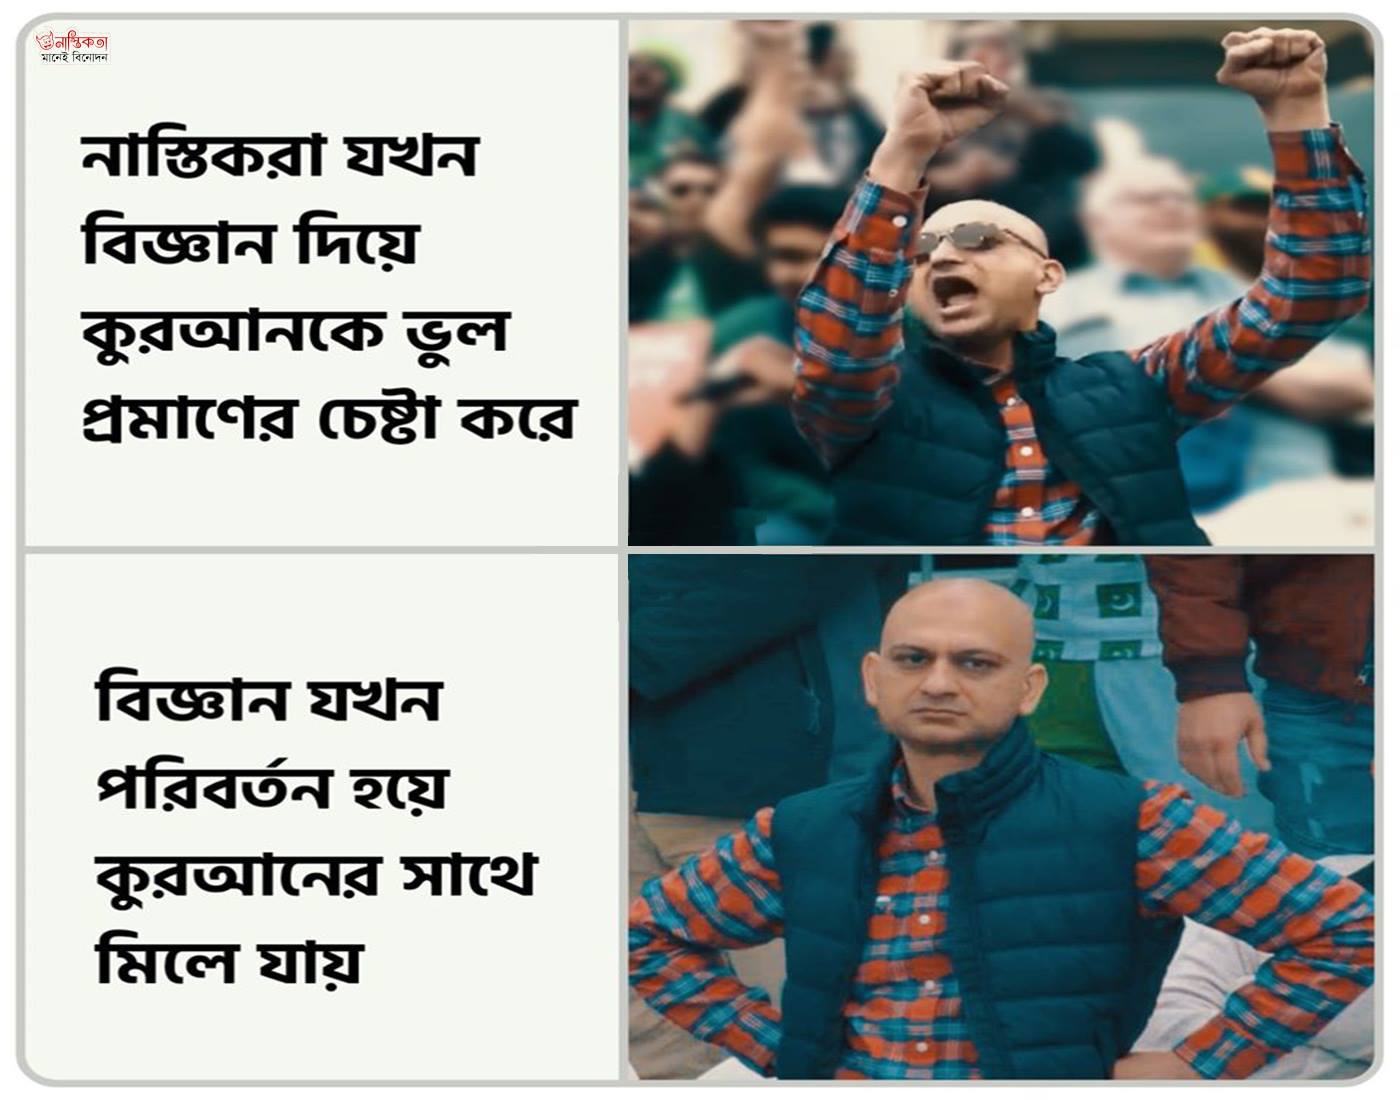 নাস্তিকতা
মানেই বিনোদন
নাস্তিকরা যখন
বিজ্ঞান দিয়ে
কুরআনকে ভুল
প্রমাণের চেষ্টা করে
বিজ্ঞান যখন
পরিবর্তন হয়ে
কুরআনের সাথে
মিলে যায়